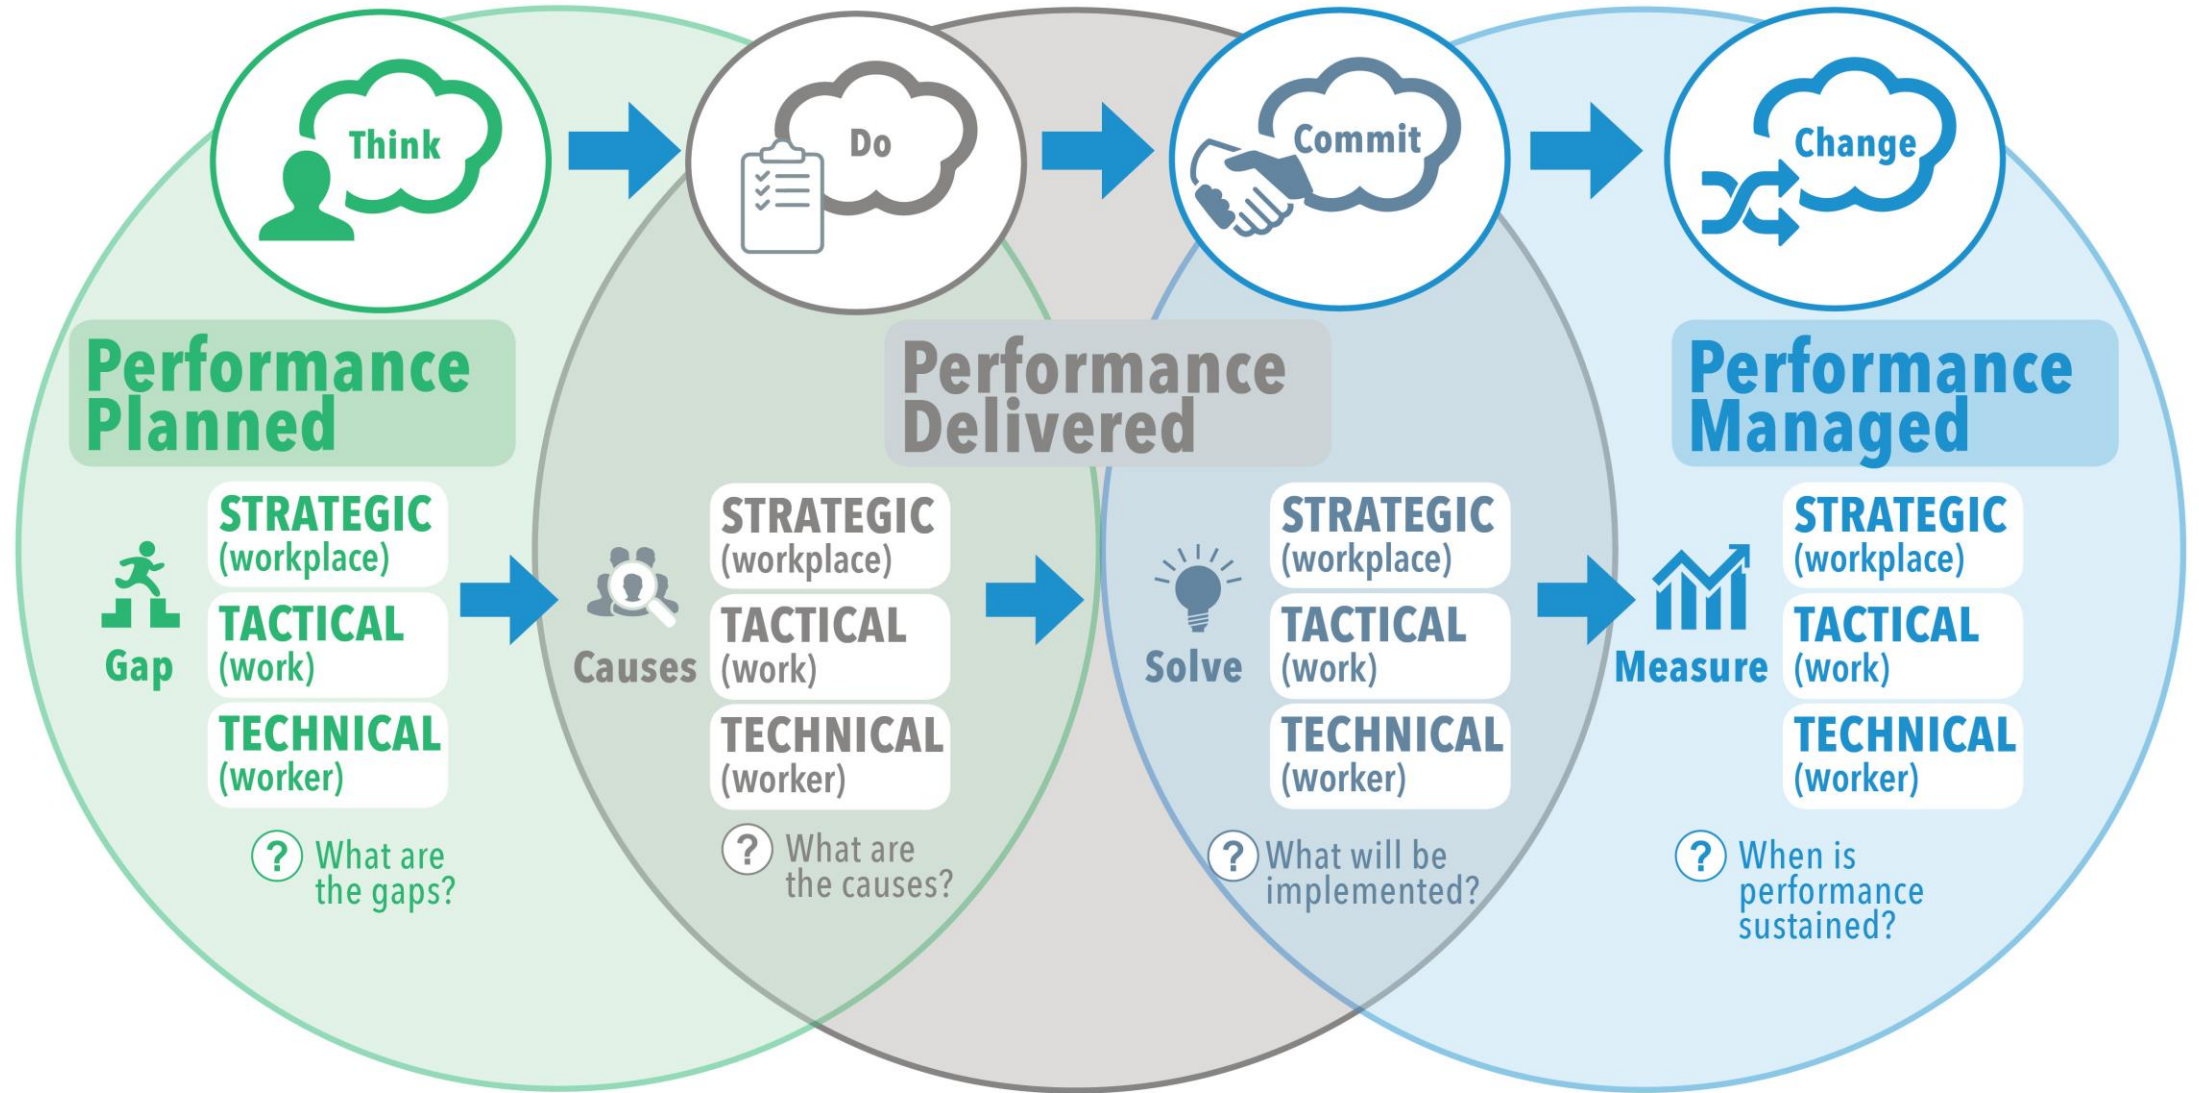 Think
Do
Commit
Change
Performance
Planned
Performance
Delivered
Performance
Managed
Gap
STRATEGIC
(workplace)
TACTICAL
(work)
TECHNICAL
(worker)
? What are
the gaps?
Causes
STRATEGIC
(workplace)
TACTICAL
(work)
TECHNICAL
(worker)
? What are
the causes?
Solve
STRATEGIC
(workplace)
TACTICAL
(work)
TECHNICAL
(worker)
? What will be
implemented?
Measure
STRATEGIC
(workplace)
TACTICAL
(work)
TECHNICAL
(worker)
? When is
performance
sustained?